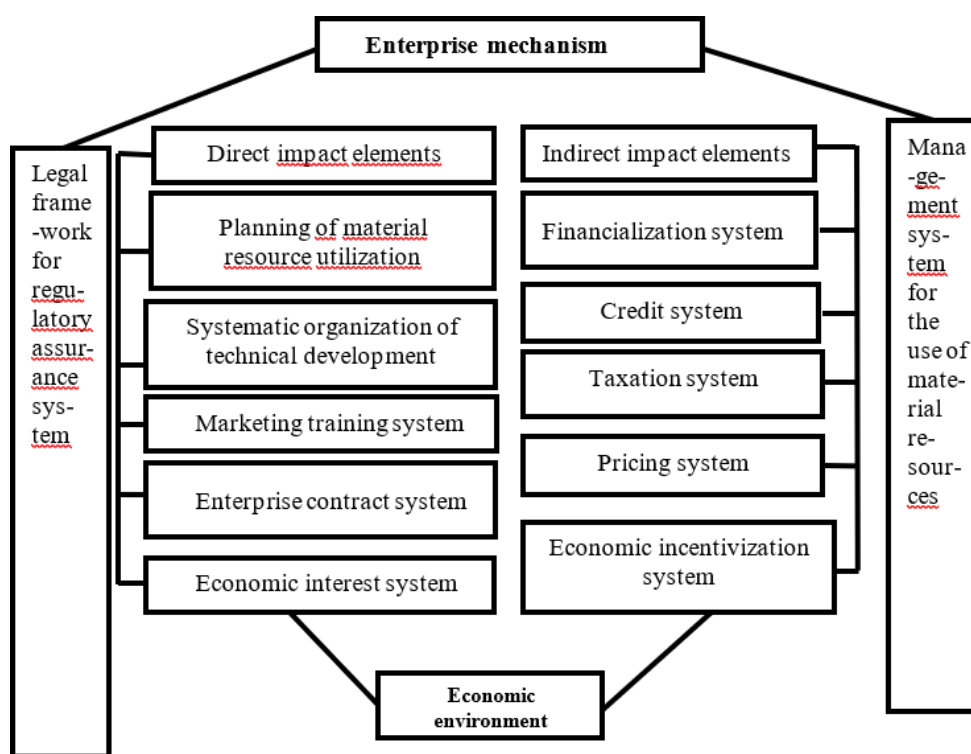 Enterprise mechanism
Legal
frame
-work
for
regu-
latory
assur-
ance
sys-
tem
Direct impact elements
Planning of material
resource utilization
Systematic organization of
technical development
Marketing training system
Enterprise contract system
Economic interest system
Indirect impact elements
Financialization system
Credit system
Taxation system
Pricing system
Economic incentivization
system
Mana
-ge-
ment
sys-
tem
for
the
use of
mate-
rial
re-
sour-
ces
Economic
environment